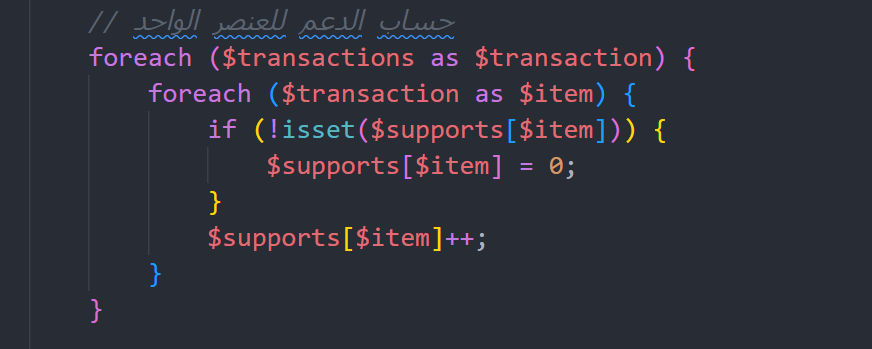 // حساب الدعم للعنصر الواحد
foreach ($transactions as $transaction) {
foreach ($transaction as $item) {
if (!isset($supports[$item])) {
$supports[$item] = 0;
}
$supports[$item]++;
}
}